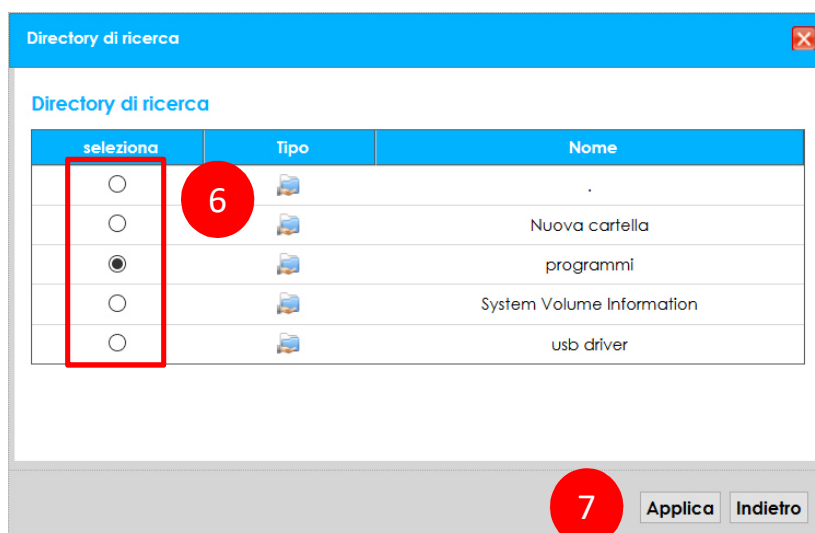 Directory di ricerca
Directory di ricerca
seleziona Tipo Nome
6
.
Nuova cartella
programmi
System Volume Information
usb driver
7 Applica Indietro